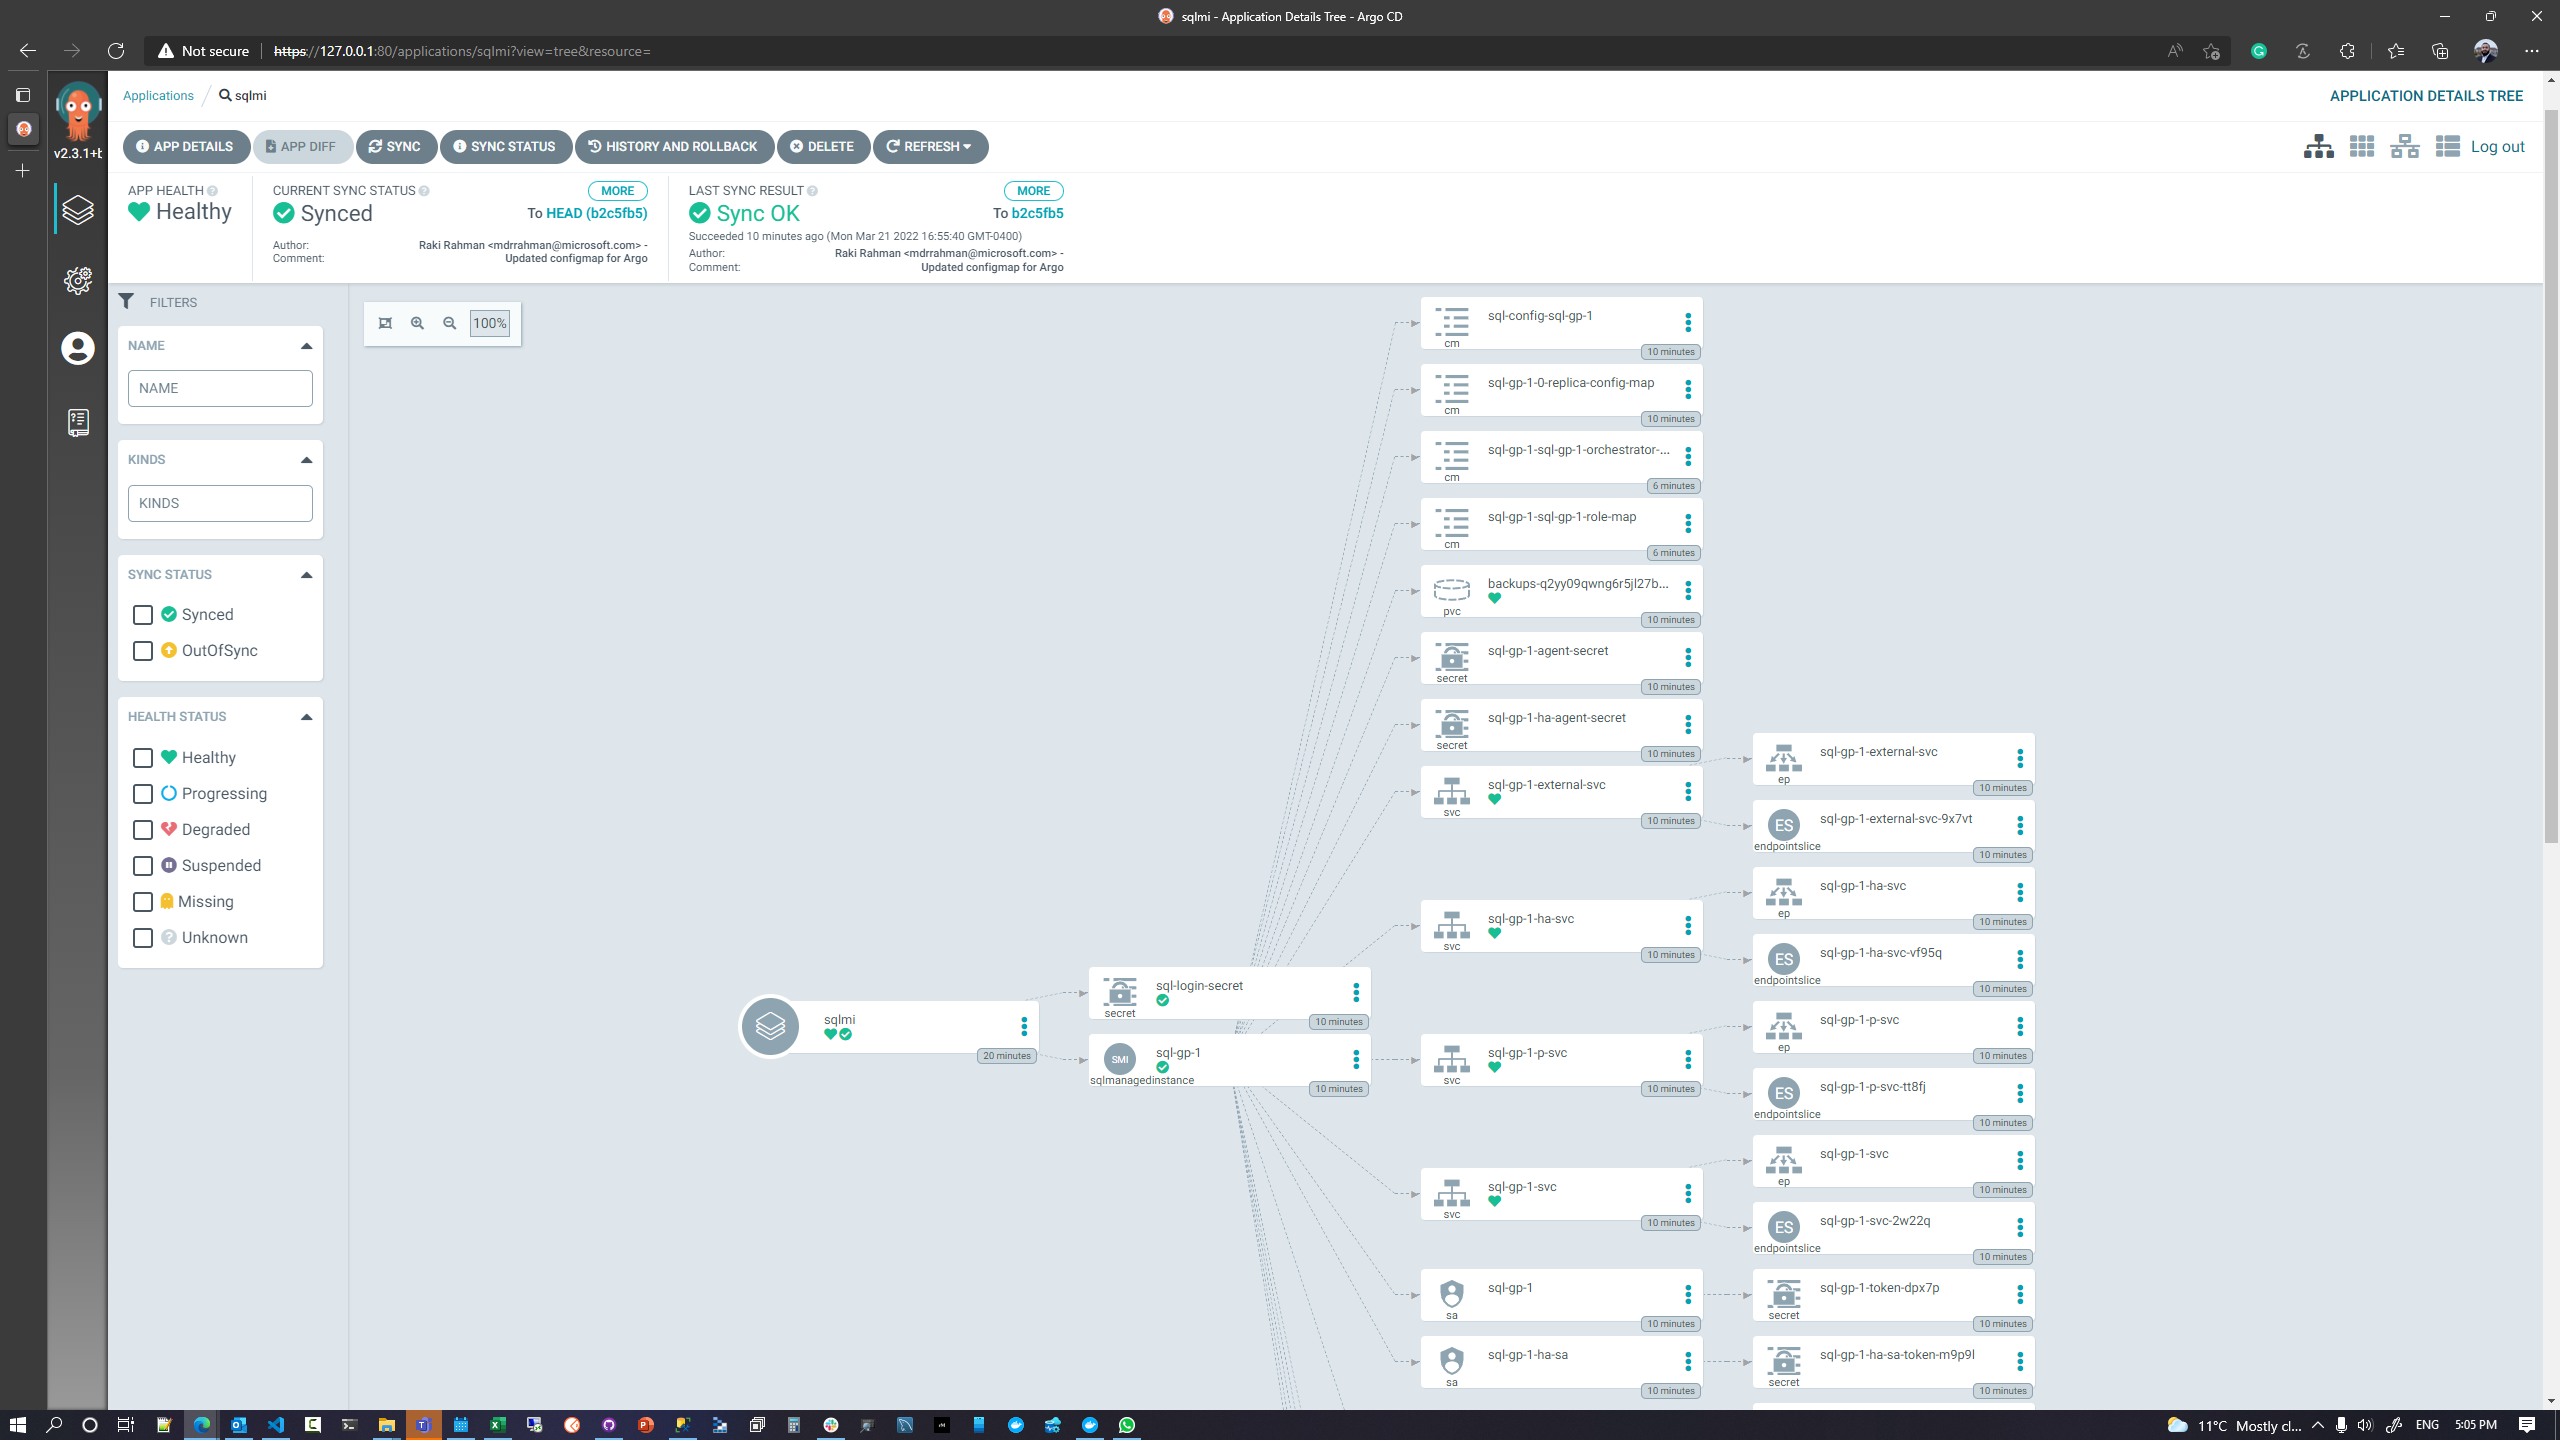 sqlmi - Application Details Tree - Argo CD
Not secure
https://127.0.0.1:80/applications/sqlmi?view=tree&resource=
v2.3.1+b
Applications
sqlmi
APPLICATION DETAILS TREE
APP DETAILS
APP DIFF
SYNC
SYNC STATUS
HISTORY AND ROLLBACK
DELETE
REFRESH
Log out
APP HEALTH
Healthy
CURRENT SYNC STATUS
MORE
Synced
To HEAD (b2c5fb5)
Author:
Raki Rahman <mdrrahman@microsoft.com> -
Comment:
Updated configmap for Argo
LAST SYNC RESULT
MORE
Sync OK
To b2c5fb5
Succeeded 10 minutes ago (Mon Mar 21 2022 16:55:40 GMT-0400)
Author:
Raki Rahman <mdrrahman@microsoft.com> -
Comment:
Updated configmap for Argo
FILTERS
NAME
NAME
KINDS
KINDS
SYNC STATUS
Synced
OutOfSync
HEALTH STATUS
Healthy
Progressing
Degraded
Suspended
Missing
Unknown
100%
sqlmi
20 minutes
sql-login-secret
secret
10 minutes
SMI
sql-gp-1
sqlmanagedinstance
10 minutes
sql-config-sql-gp-1
cm
10 minutes
sql-gp-1-0-replica-config-map
cm
10 minutes
sql-gp-1-sql-gp-1-orchestrator-...
cm
6 minutes
sql-gp-1-sql-gp-1-role-map
cm
6 minutes
backups-q2yy09qwng6r5jl27b...
pvc
10 minutes
sql-gp-1-agent-secret
secret
10 minutes
sql-gp-1-ha-agent-secret
secret
10 minutes
sql-gp-1-external-svc
svc
10 minutes
sql-gp-1-ha-svc
svc
10 minutes
sql-gp-1-p-svc
svc
10 minutes
sql-gp-1-svc
svc
10 minutes
sql-gp-1
sa
10 minutes
sql-gp-1-ha-sa
sa
10 minutes
sql-gp-1-external-svc
ep
10 minutes
ES
sql-gp-1-external-svc-9x7vt
endpointslice
10 minutes
sql-gp-1-ha-svc
ep
10 minutes
ES
sql-gp-1-ha-svc-vf95q
endpointslice
10 minutes
sql-gp-1-p-svc
ep
10 minutes
ES
sql-gp-1-p-svc-tt8fj
endpointslice
10 minutes
sql-gp-1-svc
ep
10 minutes
ES
sql-gp-1-svc-2w22q
endpointslice
10 minutes
sql-gp-1-token-dpx7p
secret
10 minutes
sql-gp-1-ha-sa-token-m9p9l
secret
10 minutes
11°C Mostly cl...
ENG
5:05 PM